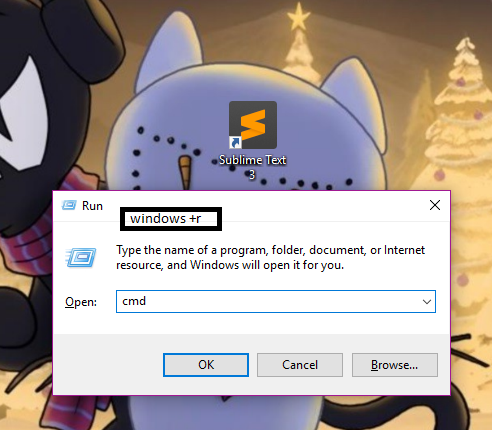 Sublime Text
3
Run
windows +r
Type the name of a program, folder, document, or Internet
resource, and Windows will open it for you.
Open: cmd
OK Cancel Browse...